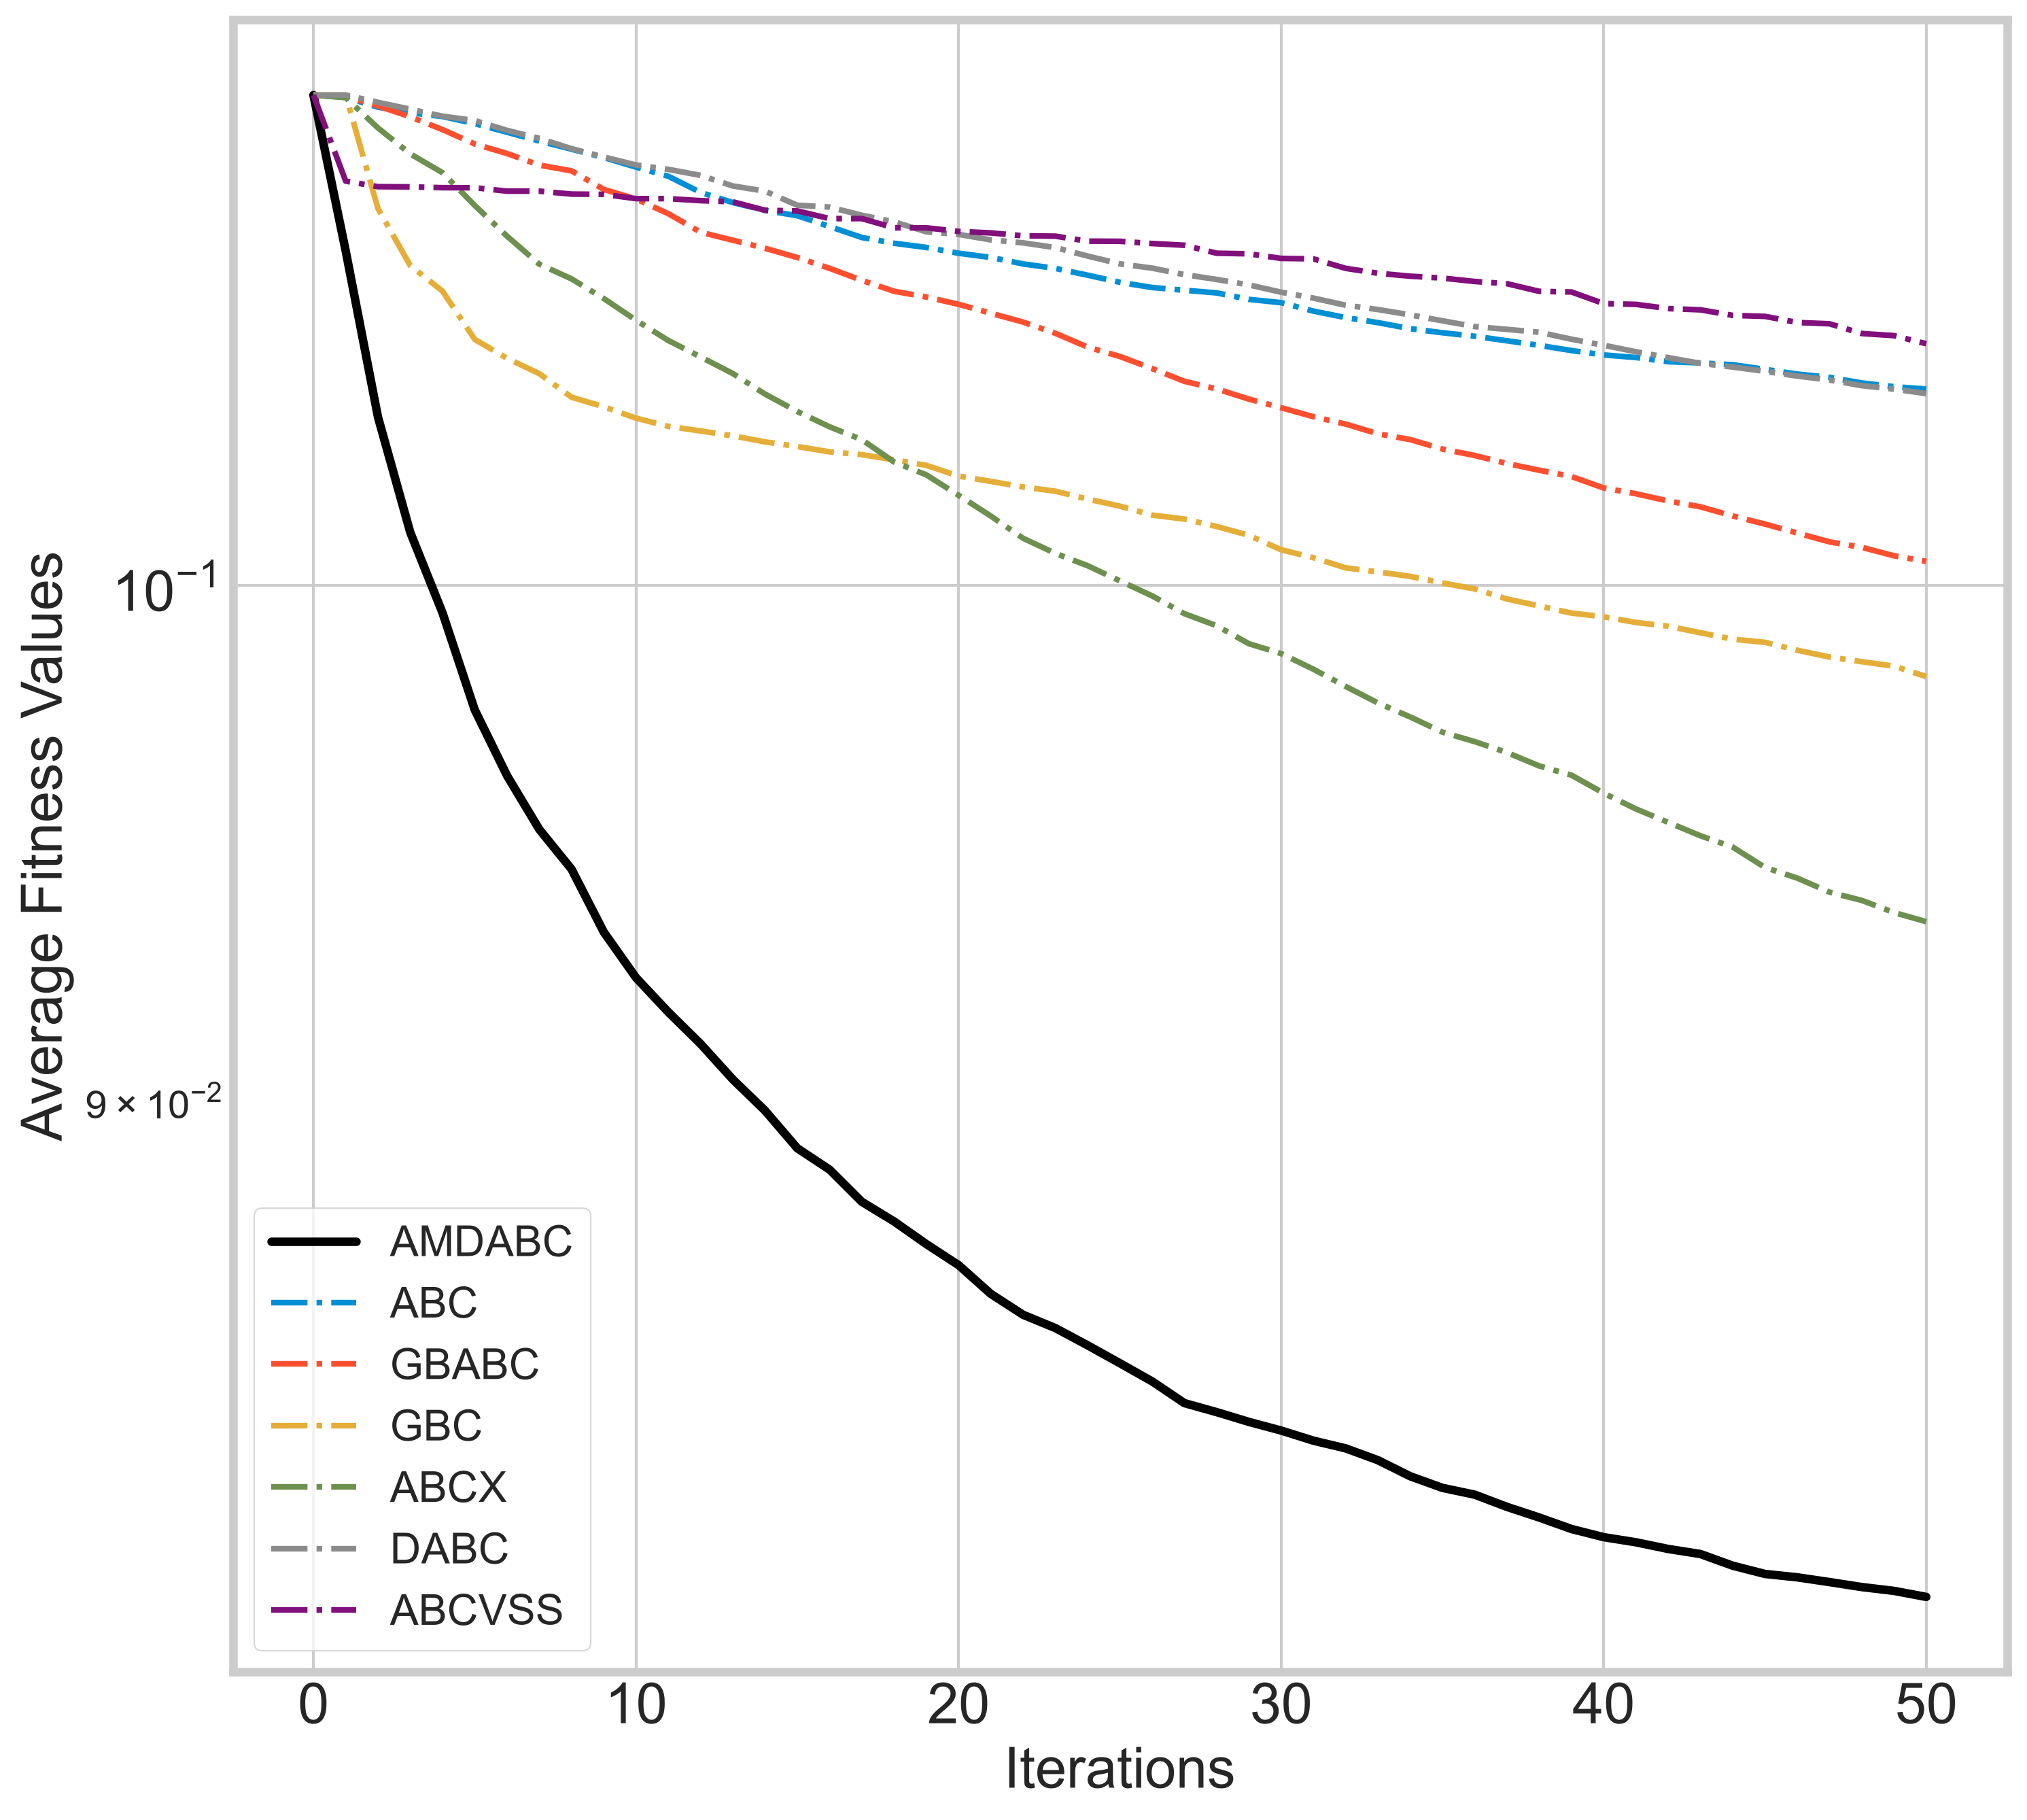 Average Fitness Values
10⁻¹
9 × 10⁻²
AMDABC
ABC
GBABC
GBC
ABCX
DABC
ABCVSS
0 10 20 30 40 50
Iterations